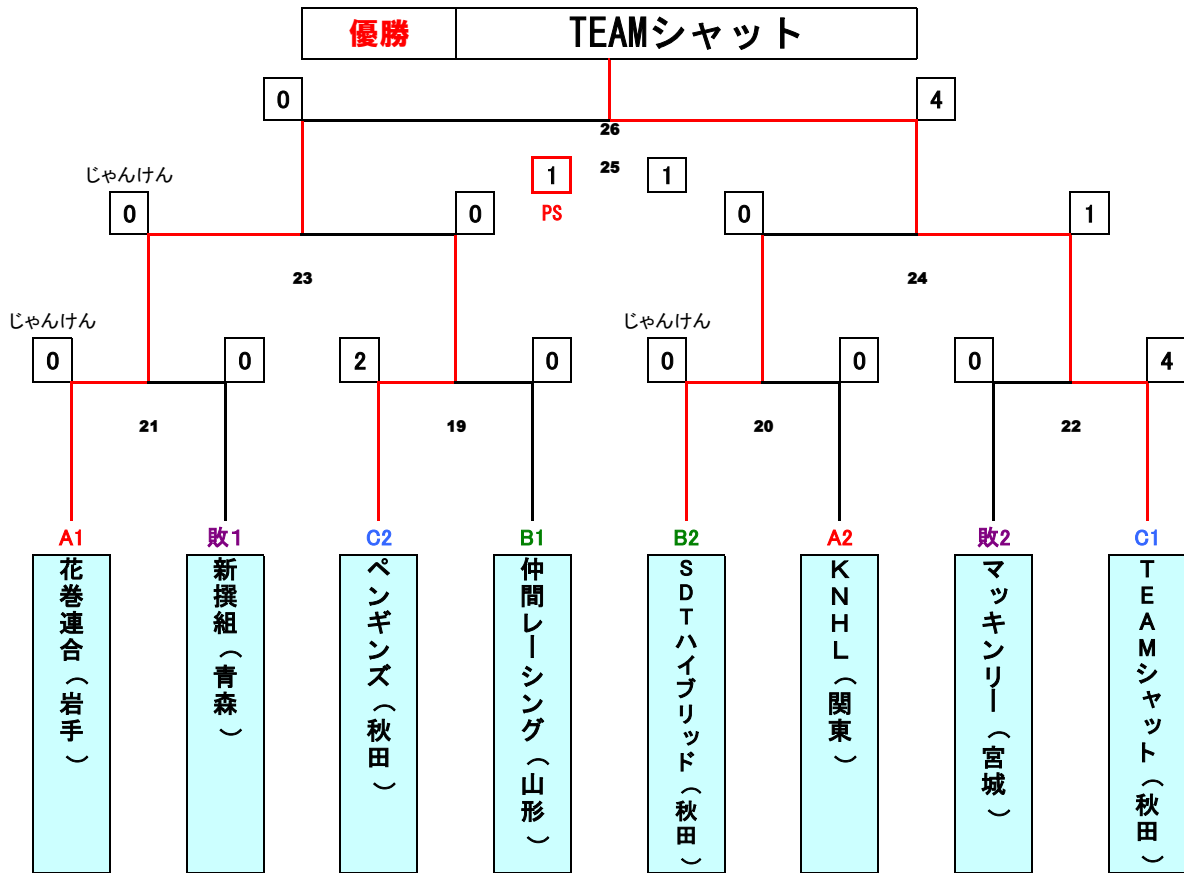 優勝 TEAMシャット
0 4
26
じゃんけん 1 25 1
0 0 PS 0 1
23 24
じゃんけん じゃんけん
0 0 2 0 0 0 0 4
21 19 20 22
A1 敗1 C2 B1 B2 A2 敗2 C1
花巻連合(岩手)
新撰組(青森)
ペンギンズ(秋田)
仲間レーシング(山形)
SDTハイブリッド(秋田)
KNHL(関東)
マッキンリー(宮城)
TEAMシャット(秋田)